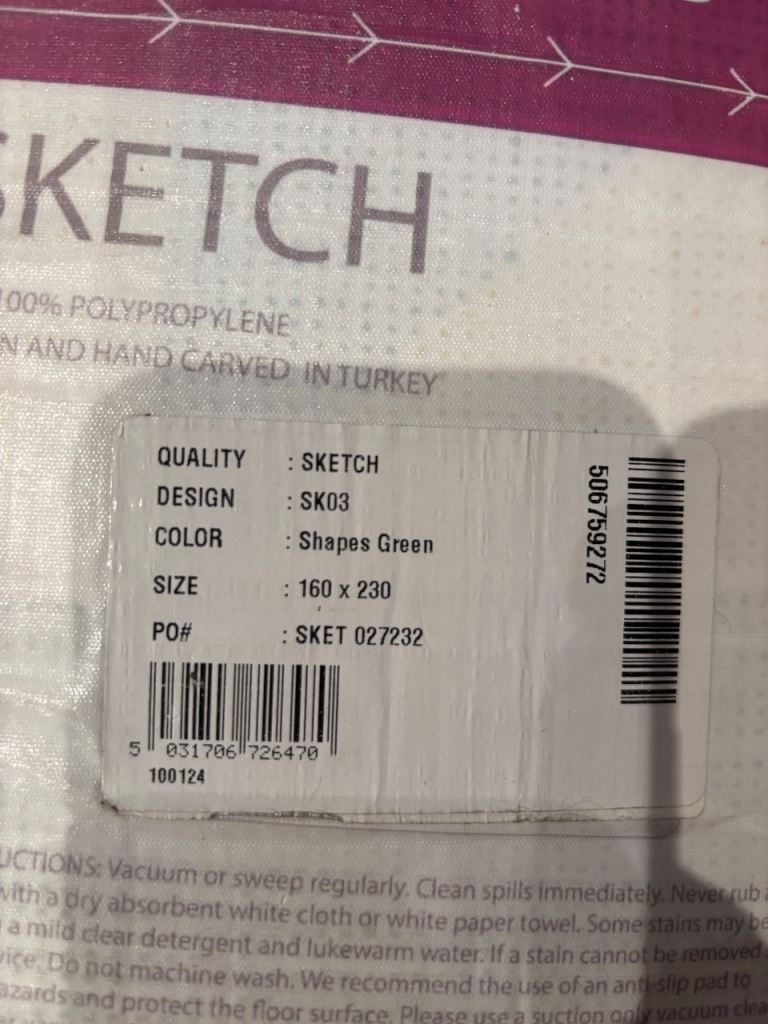 SKETCH
100% POLYPROPYLENE
AND HAND CARVED IN TURKEY
QUALITY : SKETCH
DESIGN : SK03
COLOR : Shapes Green
SIZE : 160 x 230
PO# : SKET 027232
5 031706 726470
100124
506759272
Vacuum or sweep regularly. Clean spills immediately. Never rub
with a dry absorbent white cloth or white paper towel. Some stains may be
a mild clear detergent and lukewarm water. If a stain cannot be removed
Do not machine wash. We recommend the use of an anti-slip pad to
and protect the floor surface. Please use a suction only vacuum